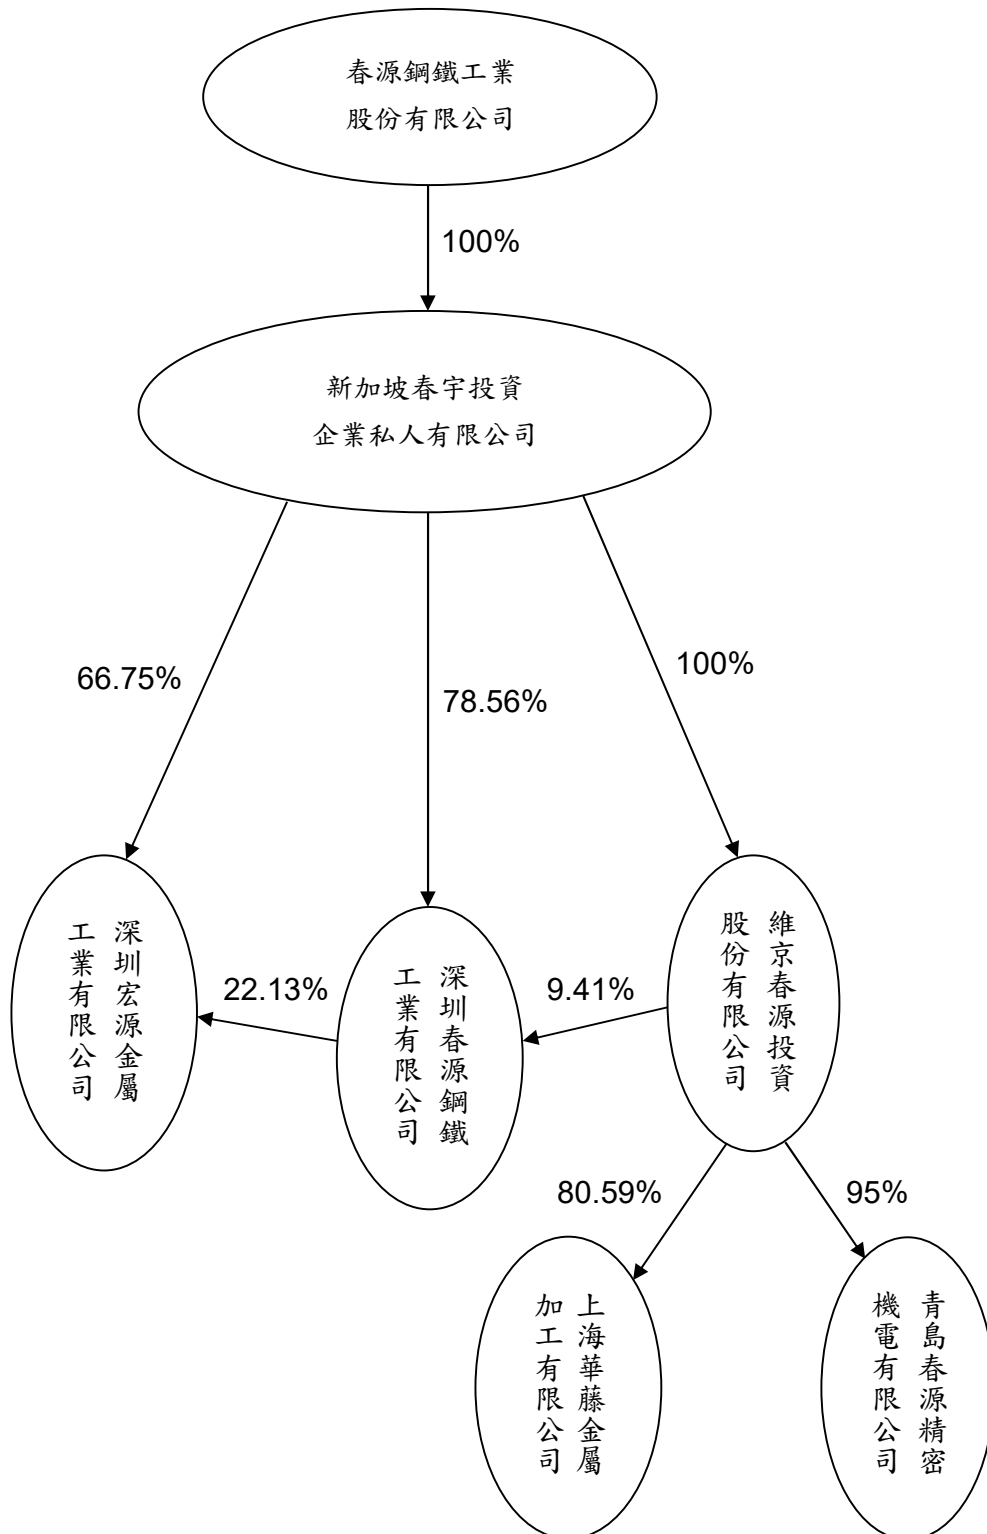 春源鋼鐵工業
股份有限公司
100%
新加坡春宇投資
企業私人有限公司
66.75%
78.56%
100%
深圳宏源金屬
工業有限公司
22.13%
深圳春源鋼鐵
工業有限公司
9.41%
維京春源投資
股份有限公司
80.59%
95%
上海華藤金屬
加工有限公司
青島春源精密
機電有限公司